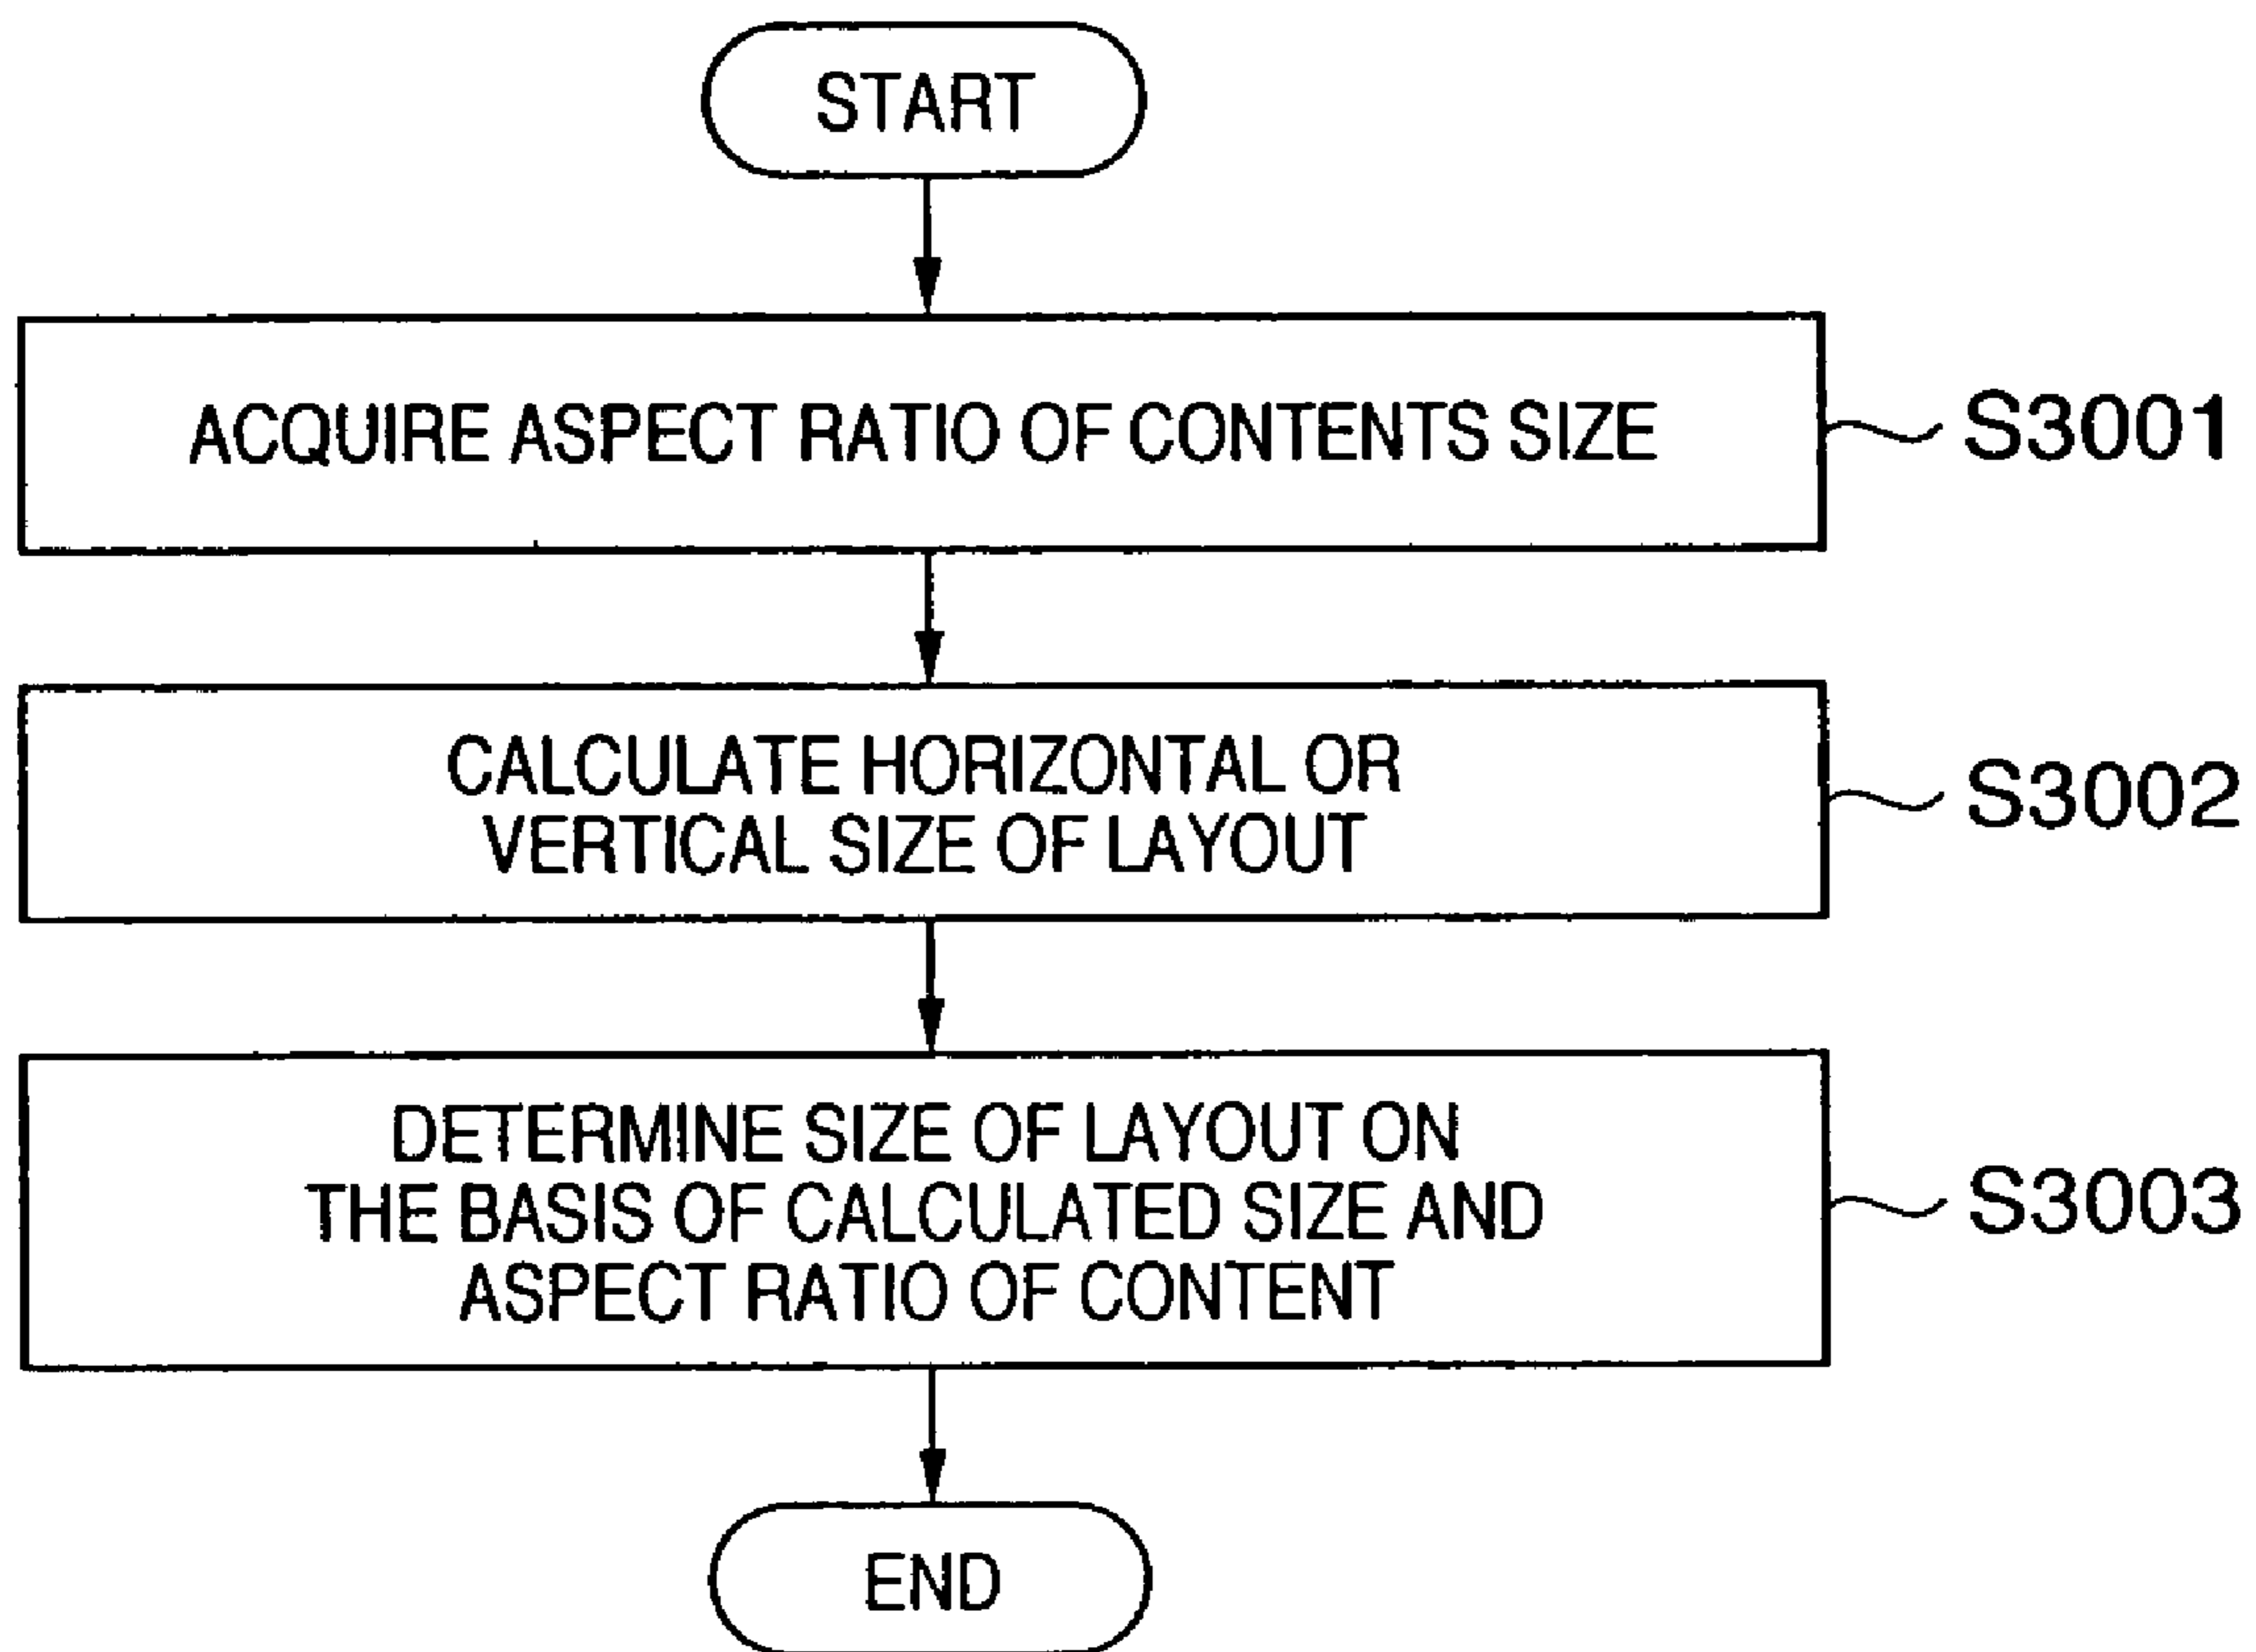 START
ACQUIRE ASPECT RATIO OF CONTENTS SIZE
S3001
CALCULATE HORIZONTAL OR
VERTICAL SIZE OF LAYOUT
S3002
DETERMINE SIZE OF LAYOUT ON
THE BASIS OF CALCULATED SIZE AND
ASPECT RATIO OF CONTENT
S3003
END